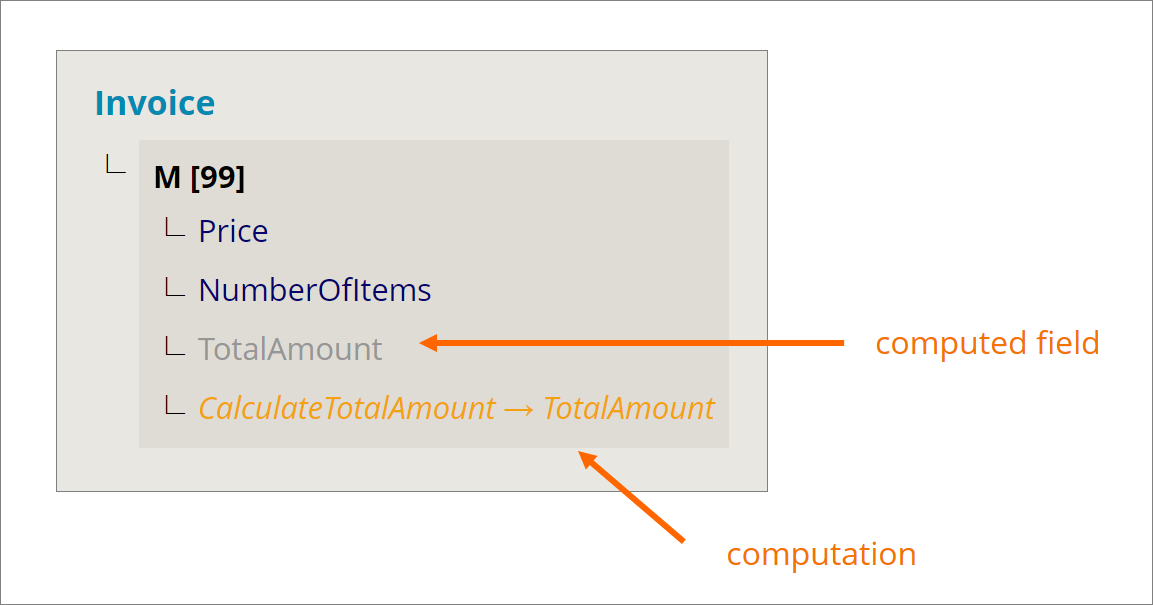 Invoice
M [99]
Price
NumberOfItems
TotalAmount
computed field
CalculateTotalAmount → TotalAmount
computation